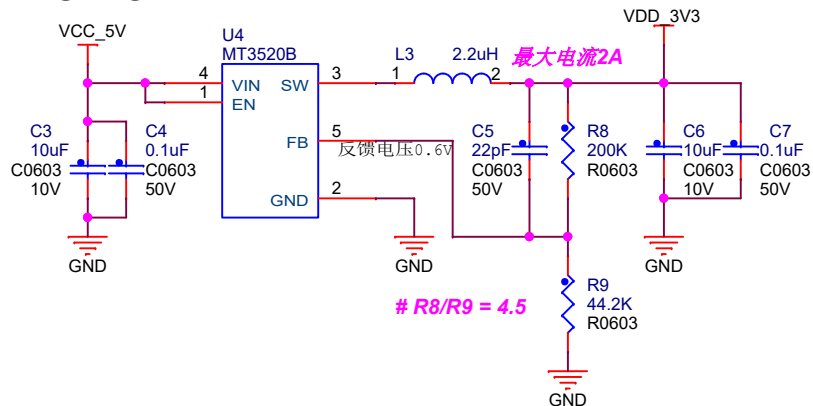 VCC_5V
VDD_3V3
U4
MT3520B
L3
2.2uH
最大电流2A
4
VIN
SW
3
1
2
1
EN
C3
10uF
C0603
10V
C4
0.1uF
C0603
50V
FB
5
反馈电压0.6V
C5
22pF
C0603
50V
R8
200K
R0603
C6
10uF
C0603
10V
C7
0.1uF
C0603
50V
GND
2
GND
GND
GND
R9
44.2K
R0603
# R8/R9 = 4.5
GND